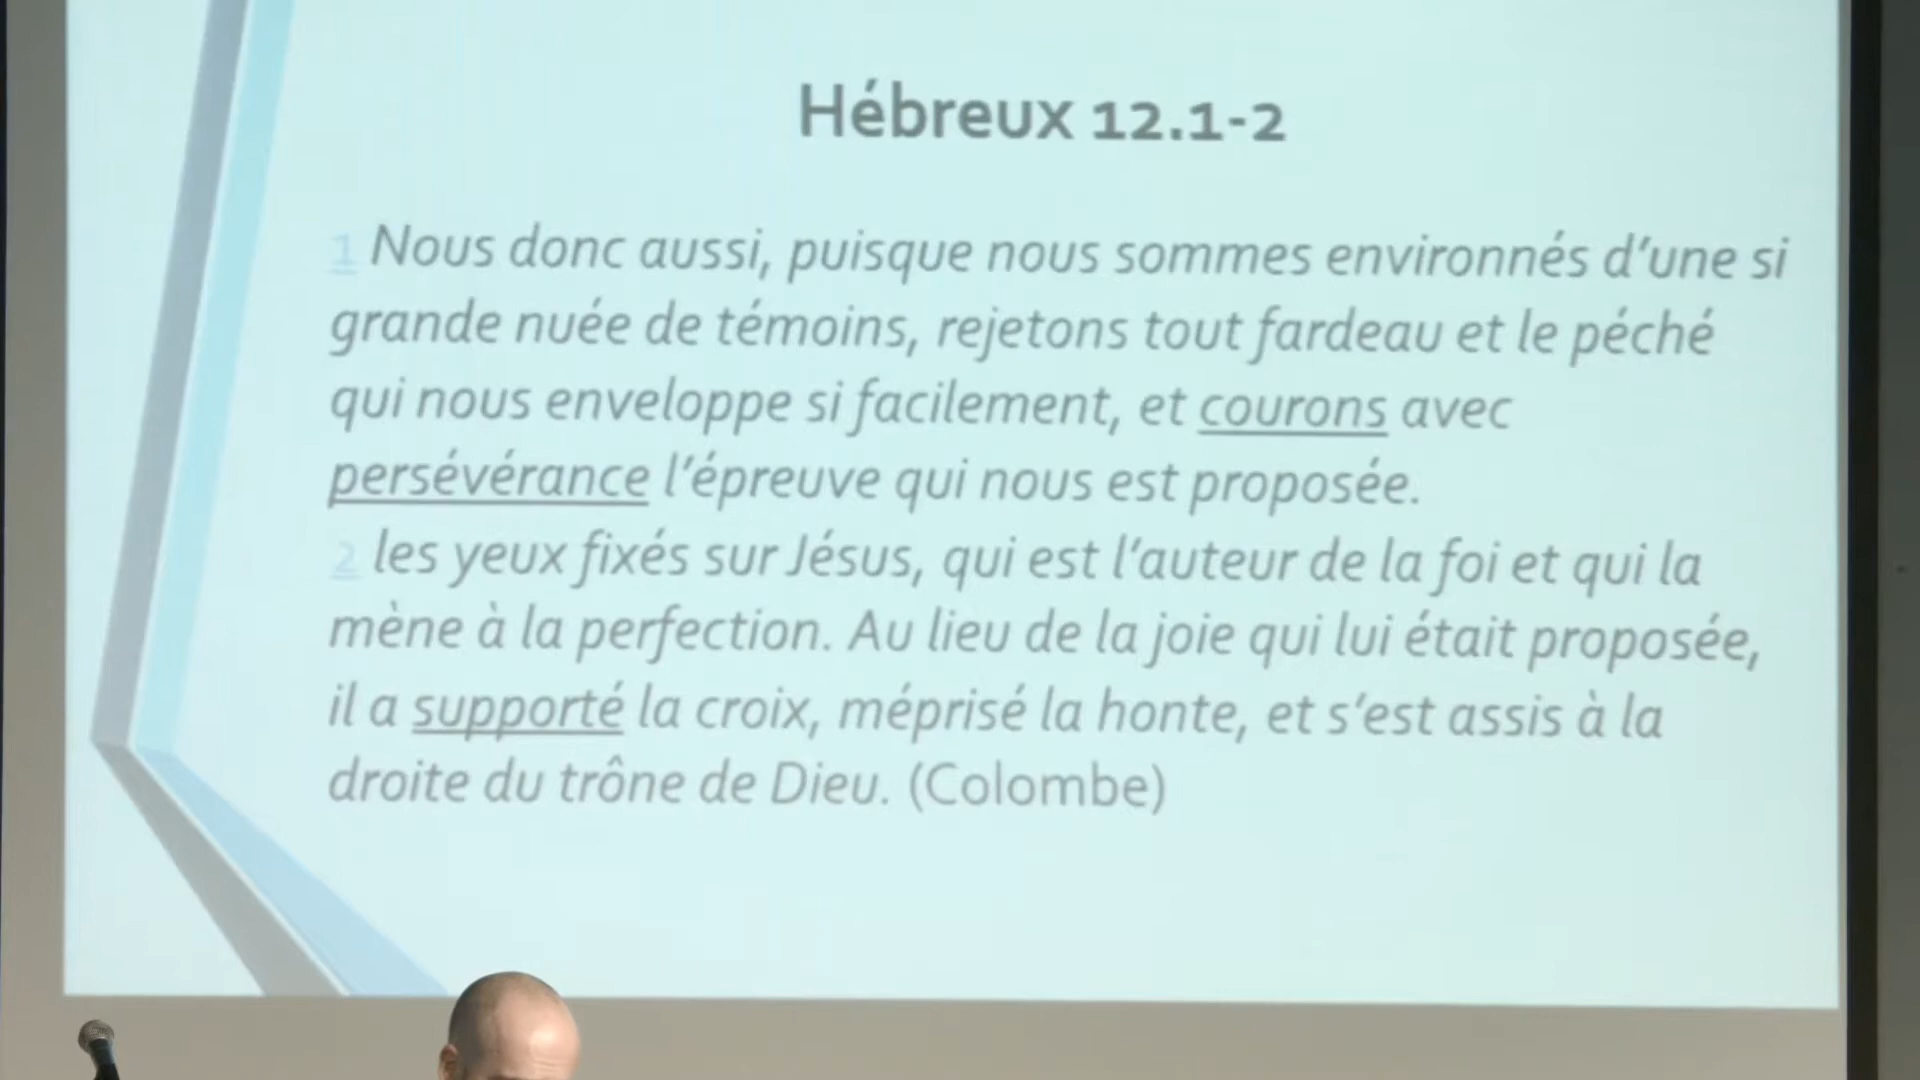 Hébreux 12.1-2
1 Nous donc aussi, puisque nous sommes environnés d’une si
grande nuée de témoins, rejetons tout fardeau et le péché
qui nous enveloppe si facilement, et courons avec
persévérance l’épreuve qui nous est proposée.
2 les yeux fixés sur Jésus, qui est l’auteur de la foi et qui la
mène à la perfection. Au lieu de la joie qui lui était proposée,
il a supporté la croix, méprisé la honte, et s’est assis à la
droite du trône de Dieu. (Colombe)